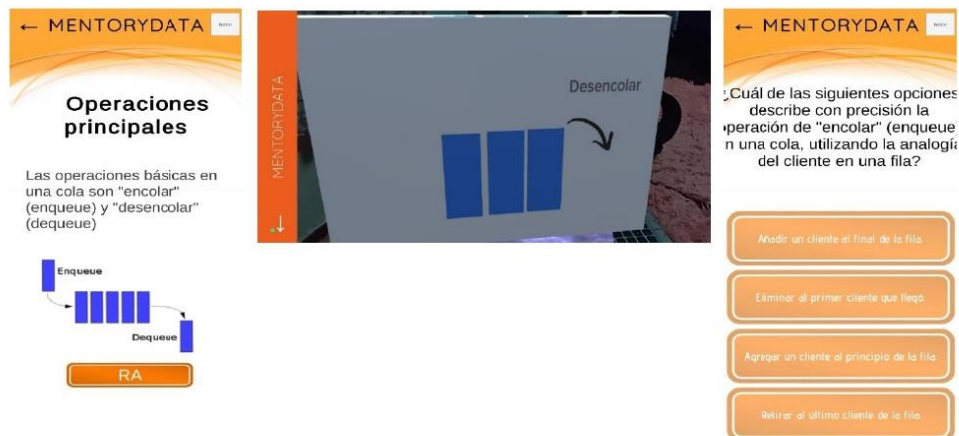 ← MENTORYDATA
Operaciones
principales
Las operaciones básicas en
una cola son "encolar"
(enqueue) y "desencolar"
(dequeue)
Enqueue
Dequeue
RA
← MENTORYDATA
Desencolar
← MENTORYDATA
¿Cuál de las siguientes opciones
describe con precisión la
operación de "encolar" (enqueue
n una cola, utilizando la analogía
del cliente en una fila?
Añadir un cliente al final de la fila.
Eliminar al primer cliente que llegó.
Agregar un cliente al principio de la fila.
Retirar al último cliente de la fila.